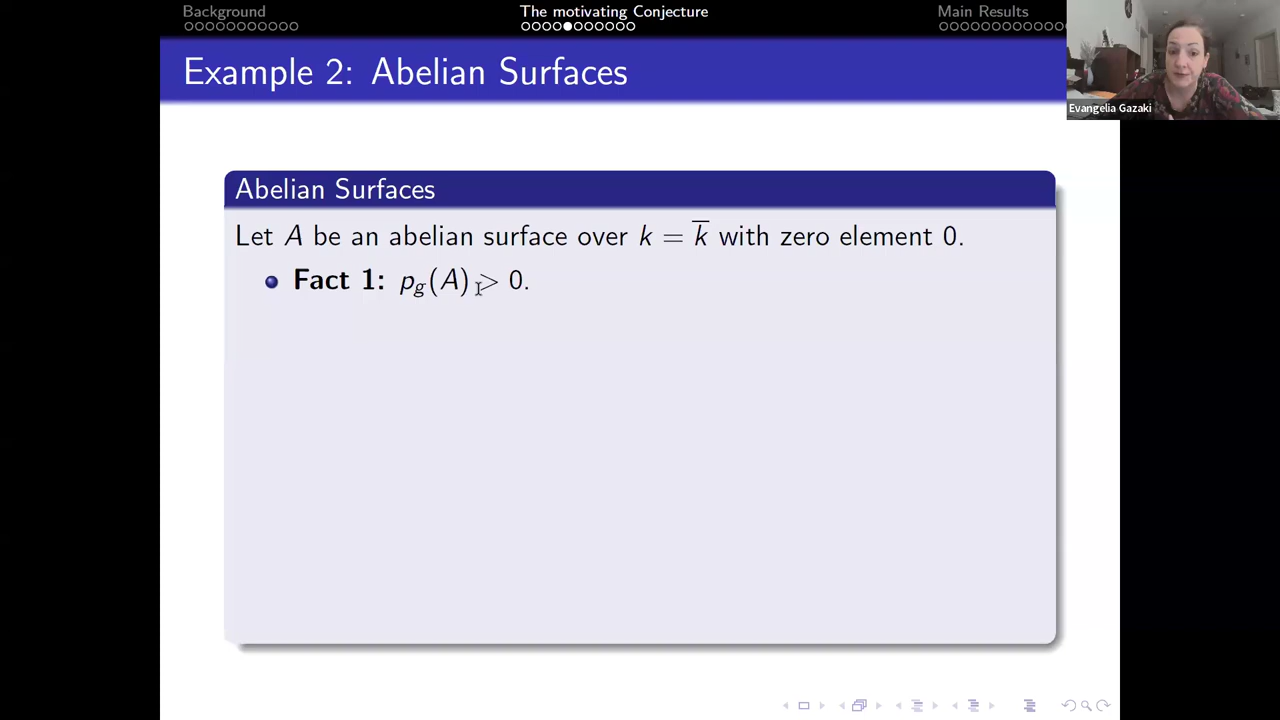 Background
The motivating Conjecture
Main Results
Example 2: Abelian Surfaces
Evangelia Gazaki
Abelian Surfaces
Let A be an abelian surface over k = k̅ with zero element 0.
Fact 1: p_g(A) > 0.